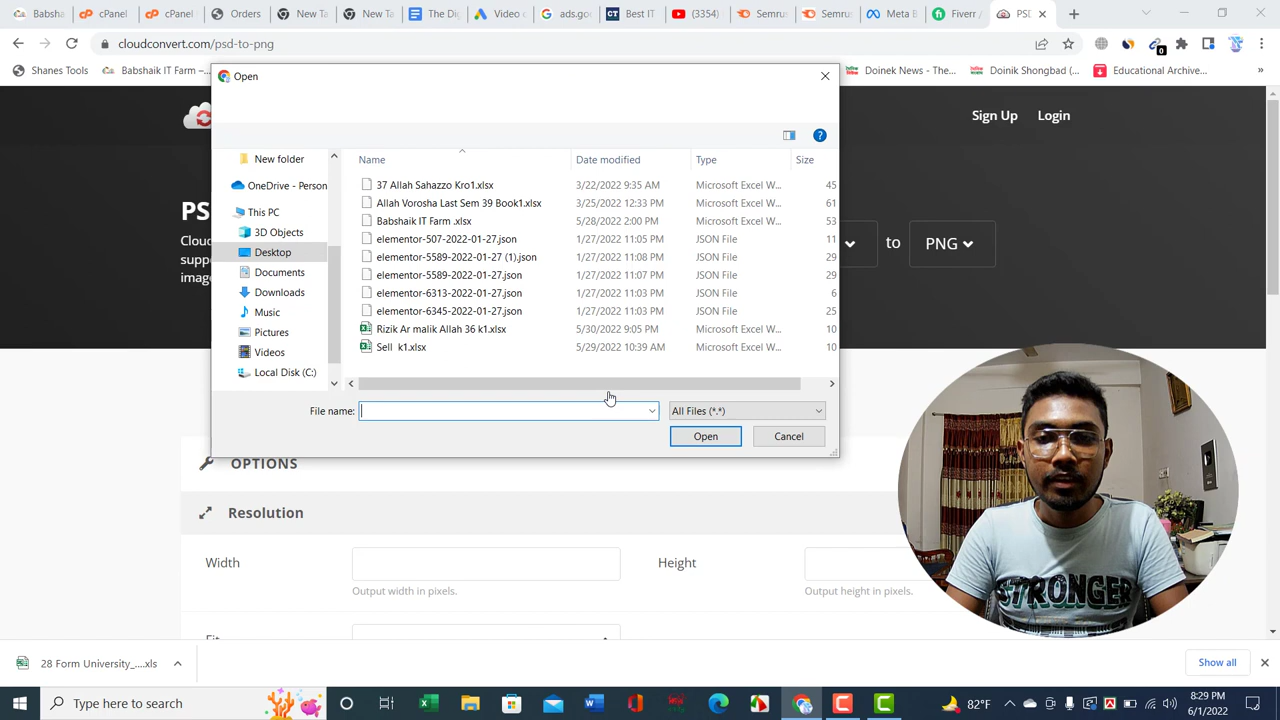 Babsha
cPanel
cPanel
Orders
New Ta
New Ta
The Dig
Video c
ads.goo
Best IT
(3354)
Semrus
Semrus
Meta B
Fiverr /
PSD
cloudconvert.com/psd-to-png
0
Shanes Tools
Babshaik IT Farm –...
Doinek News - The...
Doinik Shongbad (...
Educational Archive...
»
Open
Sign Up
Login
New folder
OneDrive - Person
This PC
3D Objects
Desktop
Documents
Downloads
Music
Pictures
Videos
Local Disk (C:)
Name Date modified Type Size
37 Allah Sahazzo Kro1.xlsx 3/22/2022 9:35 AM Microsoft Excel W... 45
Allah Vorosha Last Sem 39 Book1.xlsx 3/25/2022 12:33 PM Microsoft Excel W... 61
Babshaik IT Farm .xlsx 5/28/2022 2:00 PM Microsoft Excel W... 53
elementor-507-2022-01-27.json 1/27/2022 11:05 PM JSON File 11
elementor-5589-2022-01-27 (1).json 1/27/2022 11:08 PM JSON File 29
elementor-5589-2022-01-27.json 1/27/2022 11:07 PM JSON File 29
elementor-6313-2022-01-27.json 1/27/2022 11:03 PM JSON File 6
elementor-6345-2022-01-27.json 1/27/2022 11:03 PM JSON File 25
Rizik Ar malik Allah 36 k1.xlsx 5/30/2022 9:05 PM Microsoft Excel W... 10
Sell k1.xlsx 5/29/2022 10:39 AM Microsoft Excel W... 10
File name:
All Files (*.*)
Open
Cancel
PS
Cloud
suppo
image
to
PNG
OPTIONS
Resolution
Width
Output width in pixels.
Height
Output height in pixels.
Fit
STRONGER
28 Form University_....xls
Show all
Type here to search
82°F
8:29 PM
6/1/2022